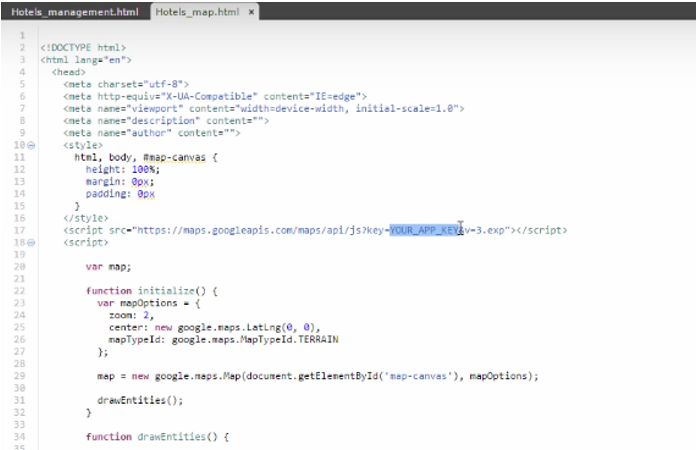 Hotels_management.html Hotels_map.html ×
1
2 <!DOCTYPE html>
3 <html lang="en">
4 <head>
5 <meta charset="utf-8">
6 <meta http-equiv="X-UA-Compatible" content="IE=edge">
7 <meta name="viewport" content="width=device-width, initial-scale=1.0">
8 <meta name="description" content="">
9 <meta name="author" content="">
10 <style>
11 html, body, #map-canvas {
12 height: 100%;
13 margin: 0px;
14 padding: 0px
15 }
16 </style>
17 <script src="https://maps.googleapis.com/maps/api/js?key=YOUR_APP_KEY&v=3.exp"></script>
18 <script>
19
20 var map;
21
22 function initialize() {
23 var mapOptions = {
24 zoom: 2,
25 center: new google.maps.LatLng(0, 0),
26 mapTypeId: google.maps.MapTypeId.TERRAIN
27 };
28
29 map = new google.maps.Map(document.getElementById('map-canvas'), mapOptions);
30
31 drawEntities();
32 }
33
34 function drawEntities() {
35